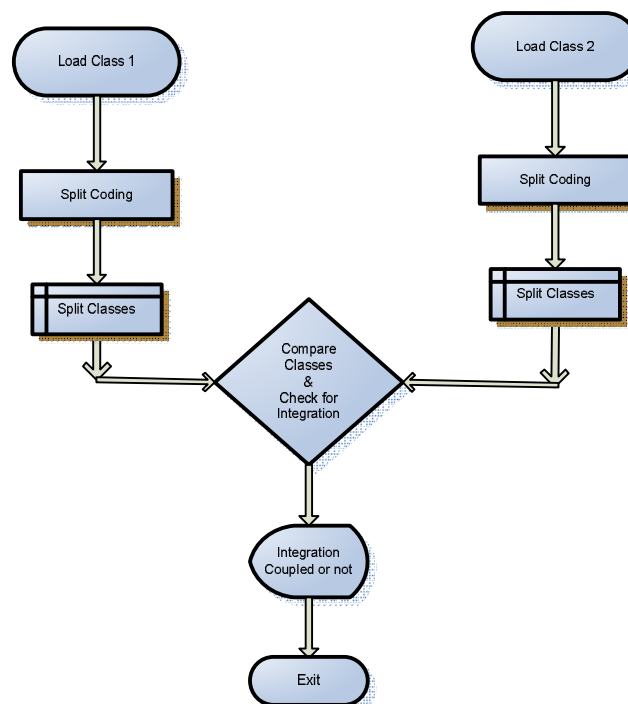 Load Class 1
Load Class 2
Split Coding
Split Coding
Split Classes
Split Classes
Compare
Classes
&
Check for
Integration
Integration
Coupled or not
Exit